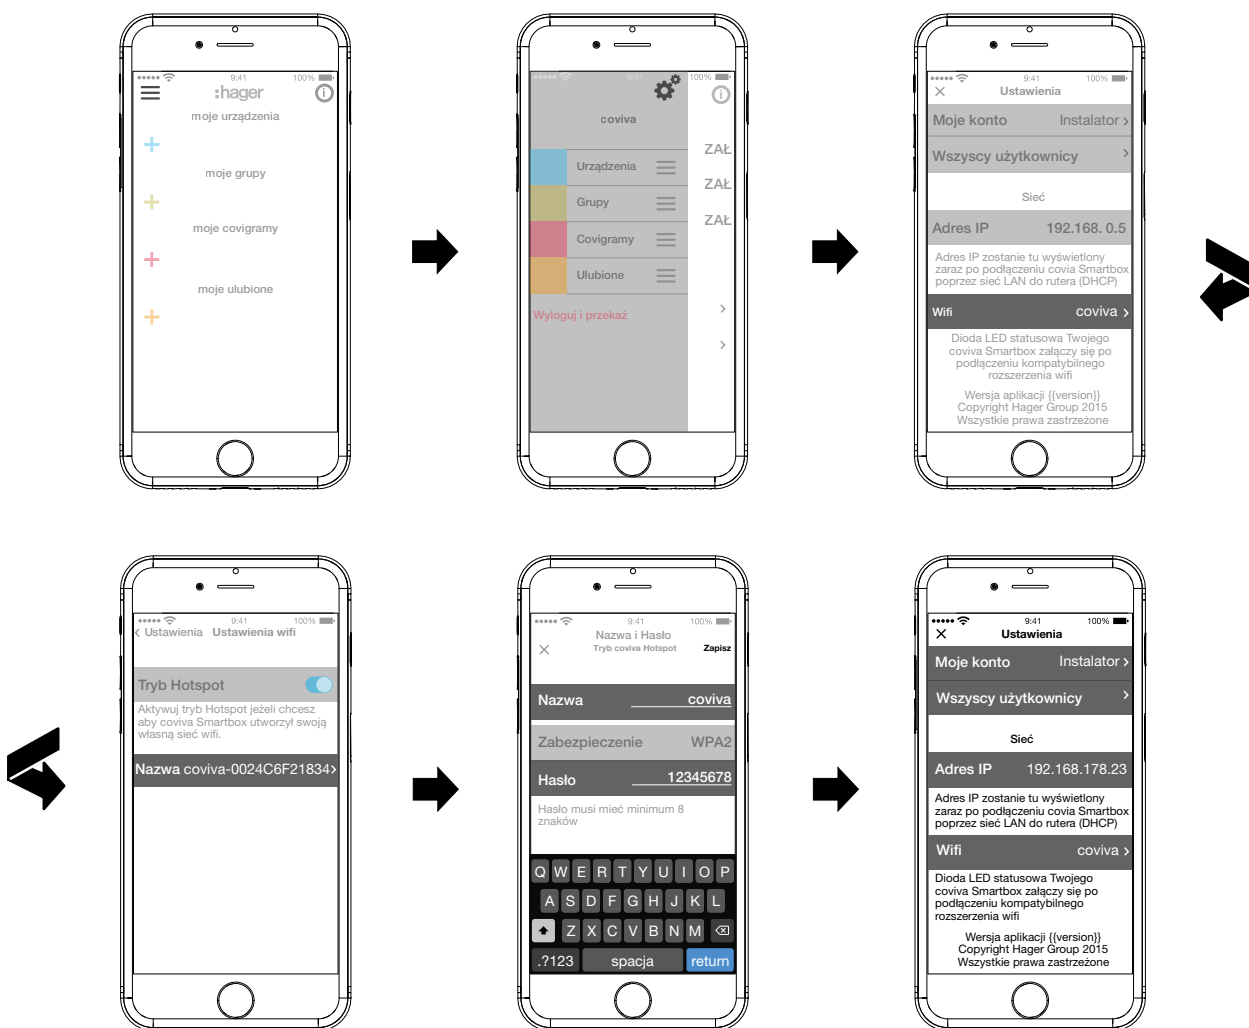 9:41 100%
:hager
moje urządzenia
moje grupy
moje covigramy
moje ulubione
9:41 100%
coviva
Urządzenia
Grupy
Covigramy
Ulubione
Wyloguj i przekaż
ZAŁ
ZAŁ
ZAŁ
9:41 100%
Ustawienia
Moje konto Instalator >
Wszyscy użytkownicy >
Sieć
Adres IP 192.168. 0.5
Adres IP zostanie tu wyświetlony
zaraz po podłączeniu covia Smartbox
poprzez sieć LAN do rutera (DHCP)
Wifi coviva >
Dioda LED statusowa Twojego
coviva Smartbox załączy się po
podłączeniu kompatybilnego
rozszerzenia wifi
Wersja aplikacji {{version}}
Copyright Hager Group 2015
Wszystkie prawa zastrzeżone
9:41 100%
< Ustawienia Ustawienia wifi
Tryb Hotspot
Aktywuj tryb Hotspot jeżeli chcesz
aby coviva Smartbox utworzył swoją
własną sieć wifi.
Nazwa coviva-0024C6F21834>
9:41 100%
Nazwa i Hasło
Tryb coviva Hotspot Zapisz
Nazwa coviva
Zabezpieczenie WPA2
Hasło 12345678
Hasło musi mieć minimum 8
znaków
Q W E R T Y U I O P
A S D F G H J K L
Z X C V B N M
.?123 spacja return
9:41 100%
Ustawienia
Moje konto Instalator >
Wszyscy użytkownicy >
Sieć
Adres IP 192.168.178.23
Adres IP zostanie tu wyświetlony
zaraz po podłączeniu covia Smartbox
poprzez sieć LAN do rutera (DHCP)
Wifi coviva >
Dioda LED statusowa Twojego
coviva Smartbox załączy się po
podłączeniu kompatybilnego
rozszerzenia wifi
Wersja aplikacji {{version}}
Copyright Hager Group 2015
Wszystkie prawa zastrzeżone